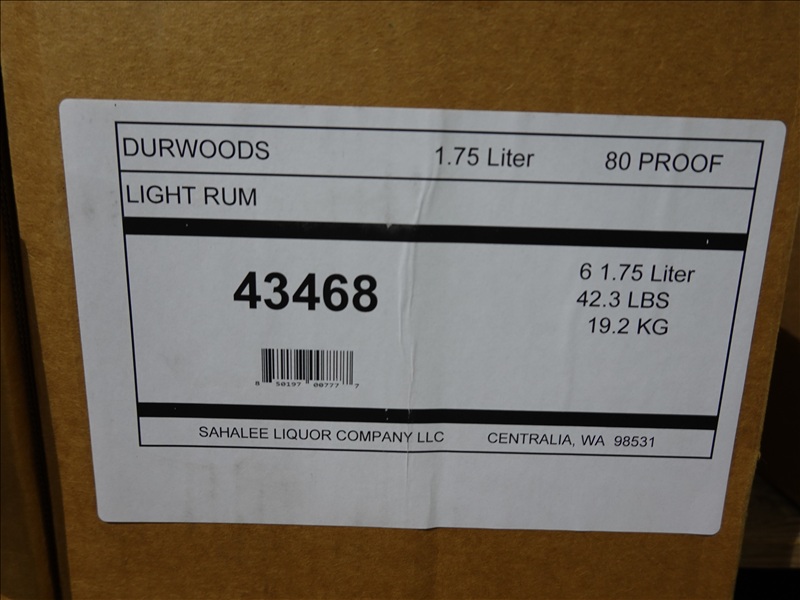 DURWOODS 1.75 Liter 80 PROOF
LIGHT RUM
43468
6 1.75 Liter
42.3 LBS
19.2 KG
8 50197 00777 7
SAHALEE LIQUOR COMPANY LLC CENTRALIA, WA 98531